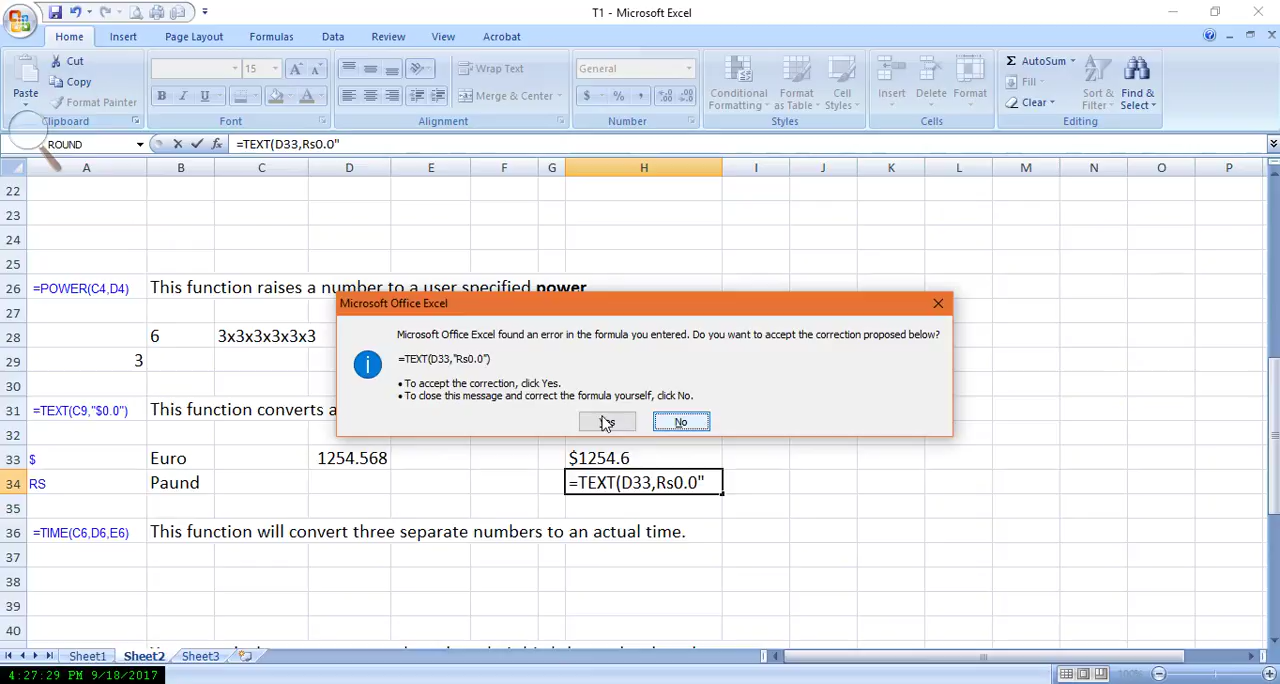 T1 - Microsoft Excel
Home Insert Page Layout Formulas Data Review View Acrobat
Paste
Cut
Copy
Format Painter
Clipboard
15
Font
Wrap Text
Merge & Center
Alignment
General
Number
Conditional Formatting
Format as Table
Cell Styles
Styles
Insert Delete Format
Cells
AutoSum
Fill
Clear
Sort & Filter
Find & Select
Editing
ROUND =TEXT(D33,Rs0.0"
A B C D E F G H I J K L M N O P
22
23
24
25
26 =POWER(C4,D4) This function raises a number to a user specified power
27
28 6 3x3x3x3x3x3
29 3
30
31 =TEXT(C9,"$0.0") This function converts a
32
33 $ Euro 1254.568 $1254.6
34 RS Paund =TEXT(D33,Rs0.0"
35
36 =TIME(C6,D6,E6) This function will convert three separate numbers to an actual time.
37
38
39
40
Microsoft Office Excel
Microsoft Office Excel found an error in the formula you entered. Do you want to accept the correction proposed below?
=TEXT(D33,"Rs0.0")
• To accept the correction, click Yes.
• To close this message and correct the formula yourself, click No.
Yes No
Sheet1 Sheet2 Sheet3
4:27:29 PM 9/18/2017
100%